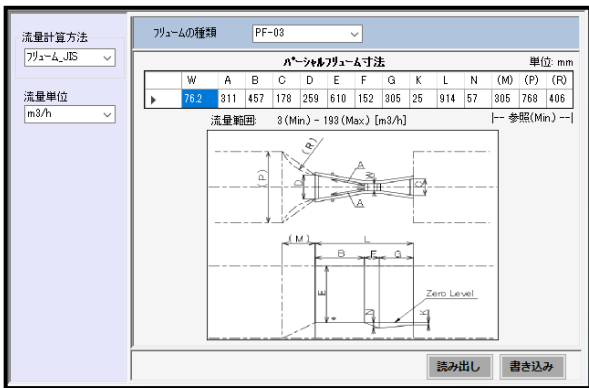 流量計算方法
ﾌﾘｭｰﾑ_JIS
流量単位
m3/h
ﾌﾘｭｰﾑの種類 PF-03
ﾊﾟｰｼｬﾙﾌﾘｭｰﾑ寸法 単位: mm
W A B C D E F G K L N (M) (P) (R)
76.2 311 457 178 259 610 152 305 25 914 57 305 768 406
流量範囲: 3(Min.) - 193(Max.) [m3/h] |-- 参照(Min.) --|
(R)
A
W
(P)
D
C
A
(M) L
B F G
E
Zero Level
N
K
読み出し 書き込み